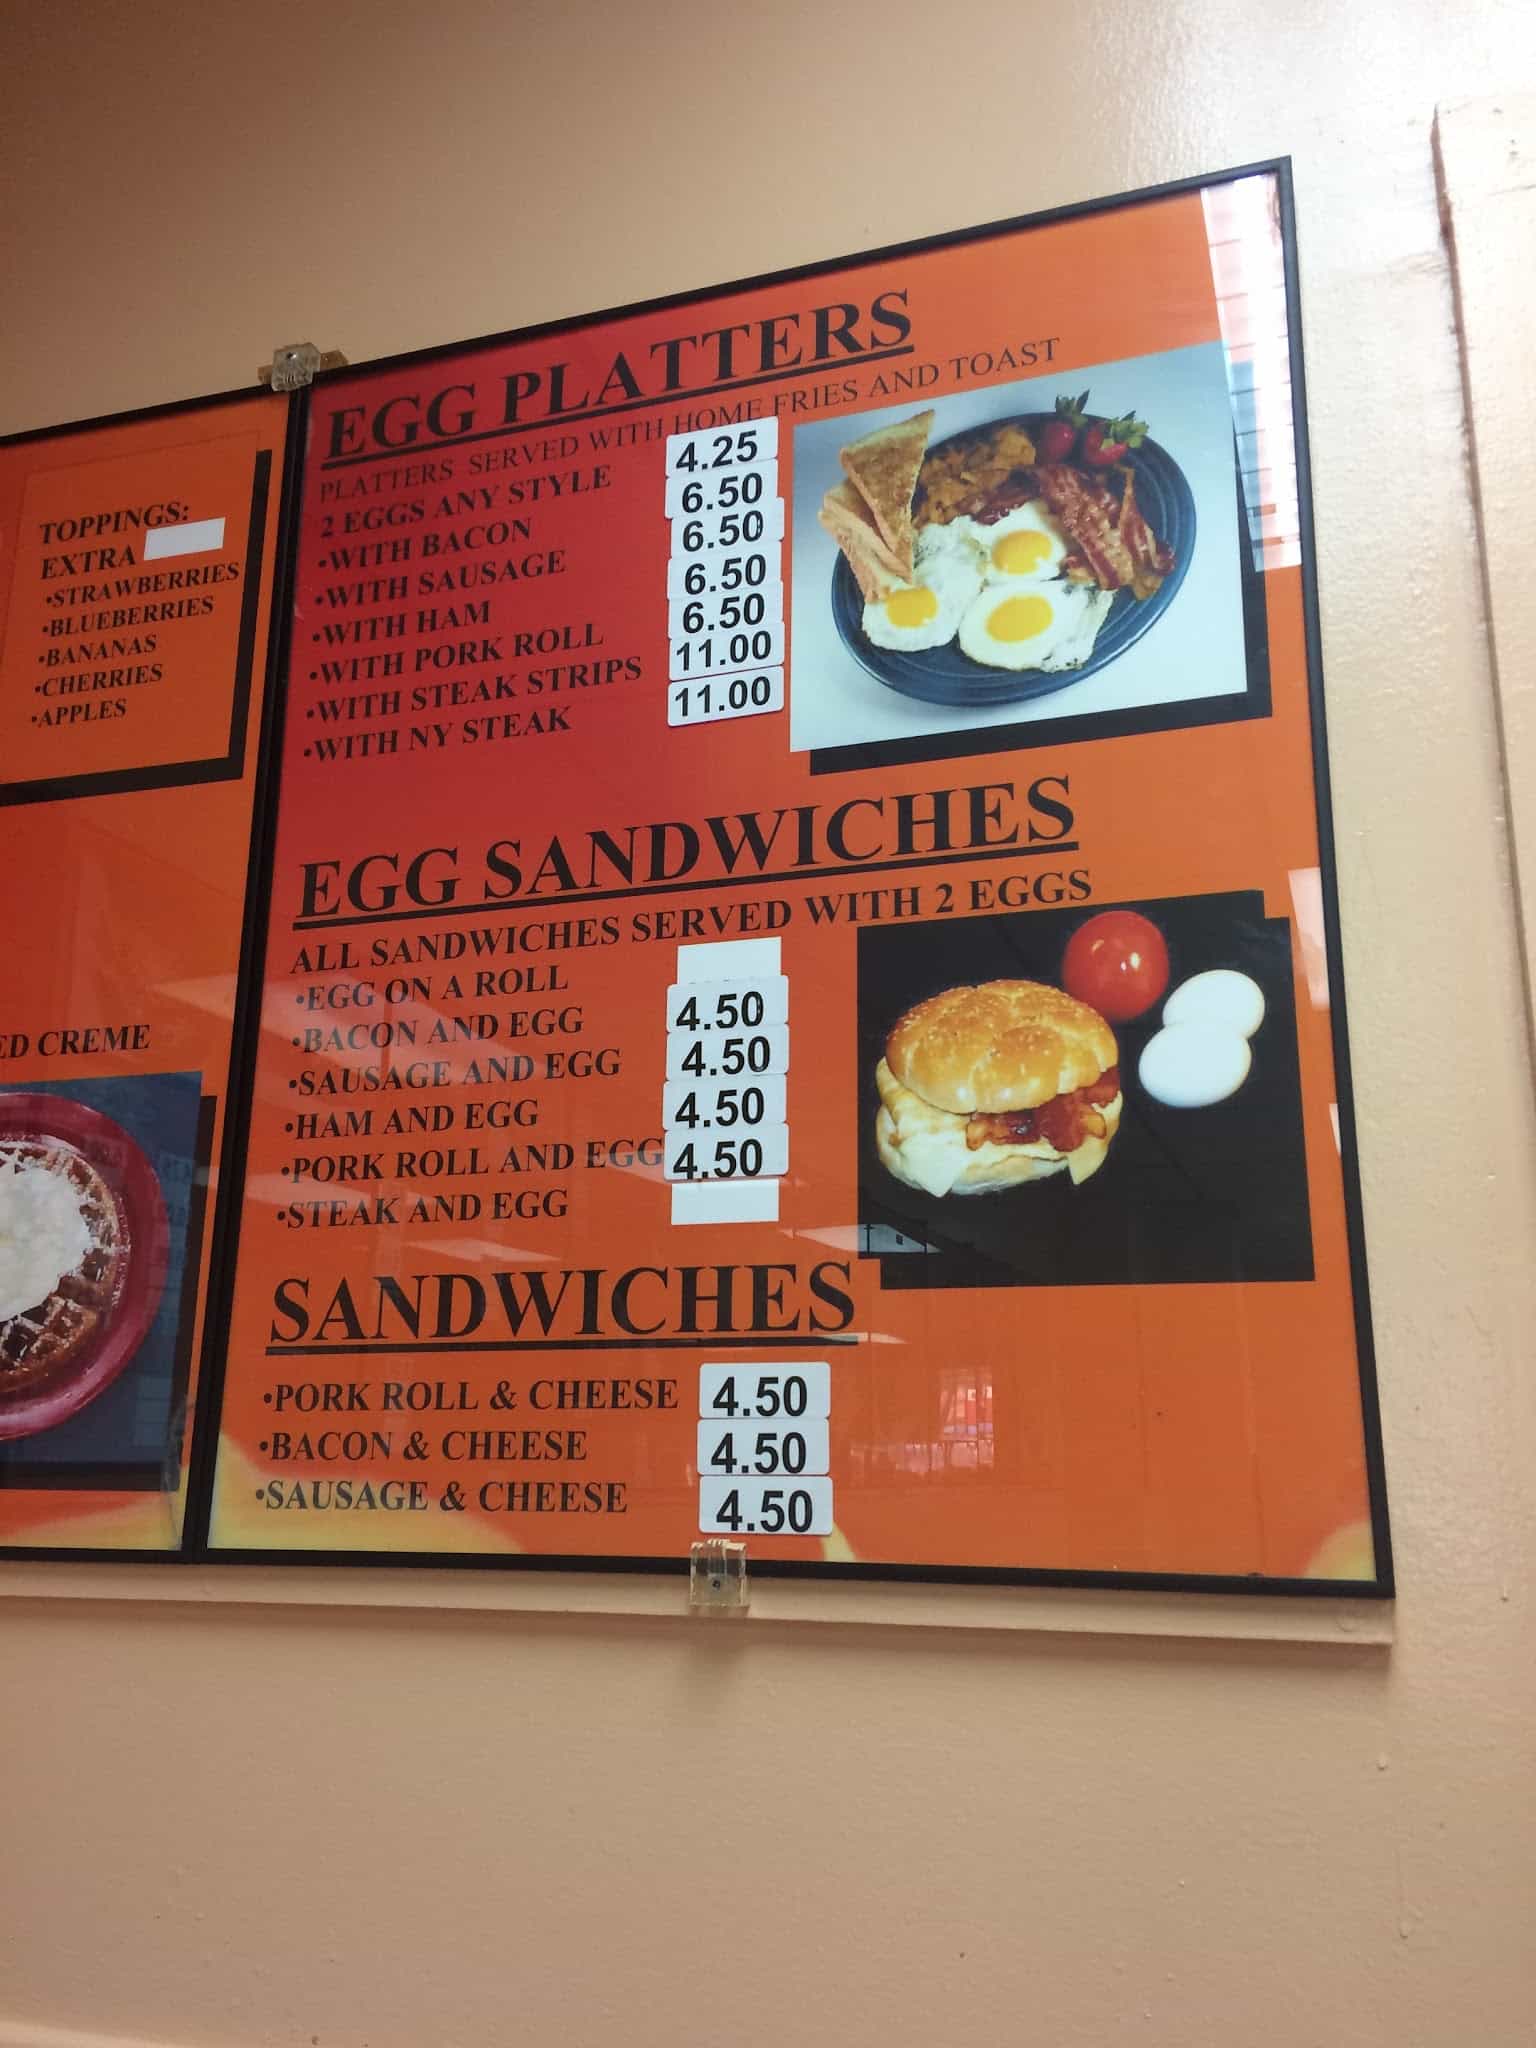 TOPPINGS:
EXTRA
•STRAWBERRIES
•BLUEBERRIES
•BANANAS
•CHERRIES
•APPLES
ED CREME
EGG PLATTERS
PLATTERS SERVED WITH HOME FRIES AND TOAST
2 EGGS ANY STYLE 4.25
•WITH BACON 6.50
•WITH SAUSAGE 6.50
•WITH HAM 6.50
•WITH PORK ROLL 6.50
•WITH STEAK STRIPS 11.00
•WITH NY STEAK 11.00
EGG SANDWICHES
ALL SANDWICHES SERVED WITH 2 EGGS
•EGG ON A ROLL
•BACON AND EGG 4.50
•SAUSAGE AND EGG 4.50
•HAM AND EGG 4.50
•PORK ROLL AND EGG 4.50
•STEAK AND EGG
SANDWICHES
•PORK ROLL & CHEESE 4.50
•BACON & CHEESE 4.50
•SAUSAGE & CHEESE 4.50